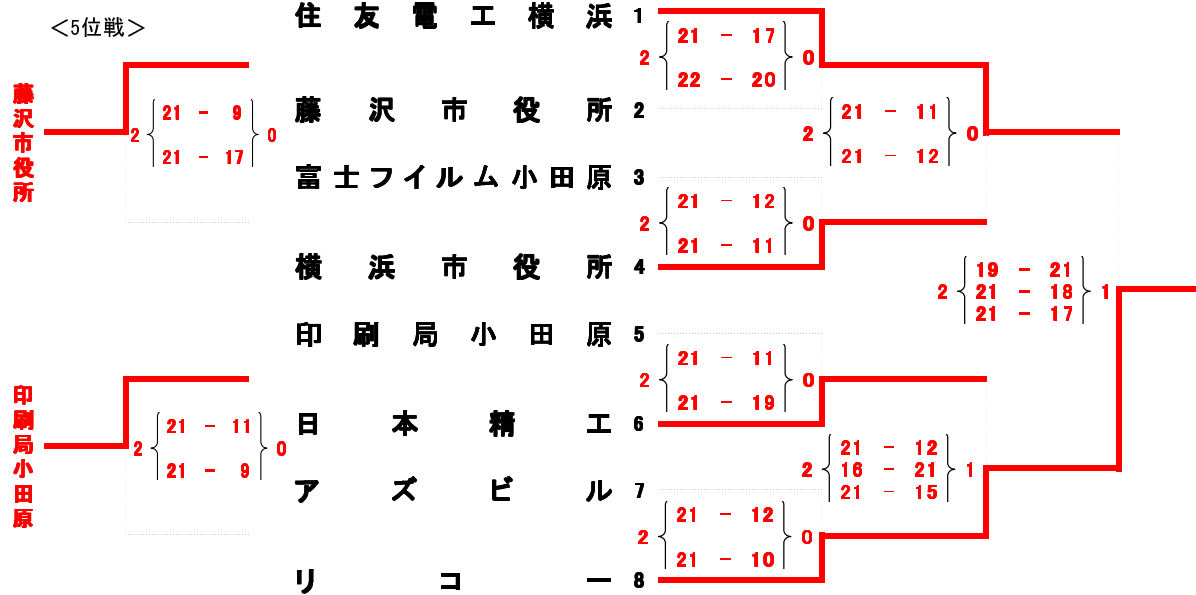 ＜5位戦＞
藤沢市役所
2 21 － 9 0
21 － 17
印刷局小田原
2 21 － 11 0
21 － 9
住友電工横浜 1
藤沢市役所 2
富士フイルム小田原 3
横浜市役所 4
印刷局小田原 5
日本精工 6
アズビル 7
リコー 8
2 21 － 17 0
22 － 20
2 21 － 12 0
21 － 11
2 21 － 11 0
21 － 19
2 21 － 12 0
21 － 10
2 21 － 11 0
21 － 12
2 21 － 12 1
16 － 21
21 － 15
2 19 － 21 1
21 － 18
21 － 17